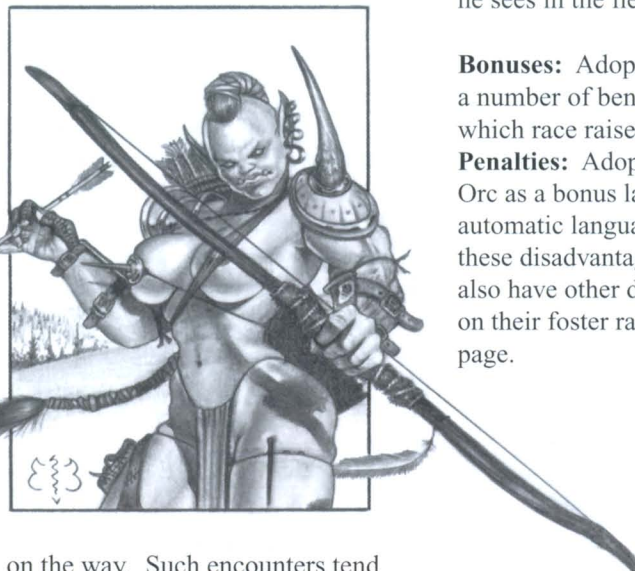 he sees in the
Bonuses: Adop
a number of ben
which race raise
Penalties: Adop
Orc as a bonus la
automatic langua
these disadvanta
also have other d
on their foster ra
page.
on the way. Such encounters tend